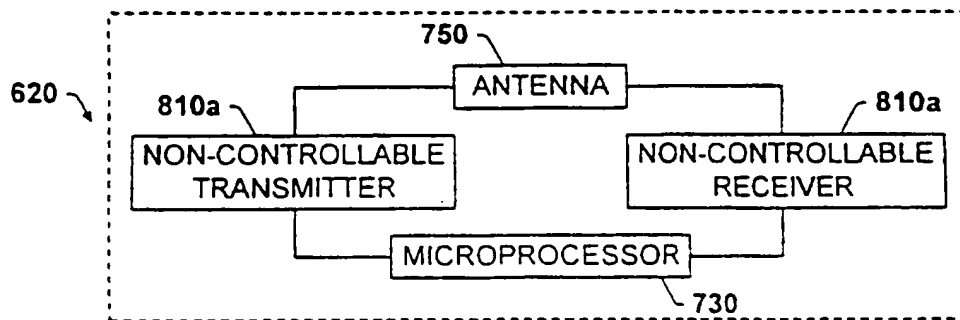 750
ANTENNA
620
810a
810a
NON-CONTROLLABLE
TRANSMITTER
NON-CONTROLLABLE
RECEIVER
MICROPROCESSOR
730